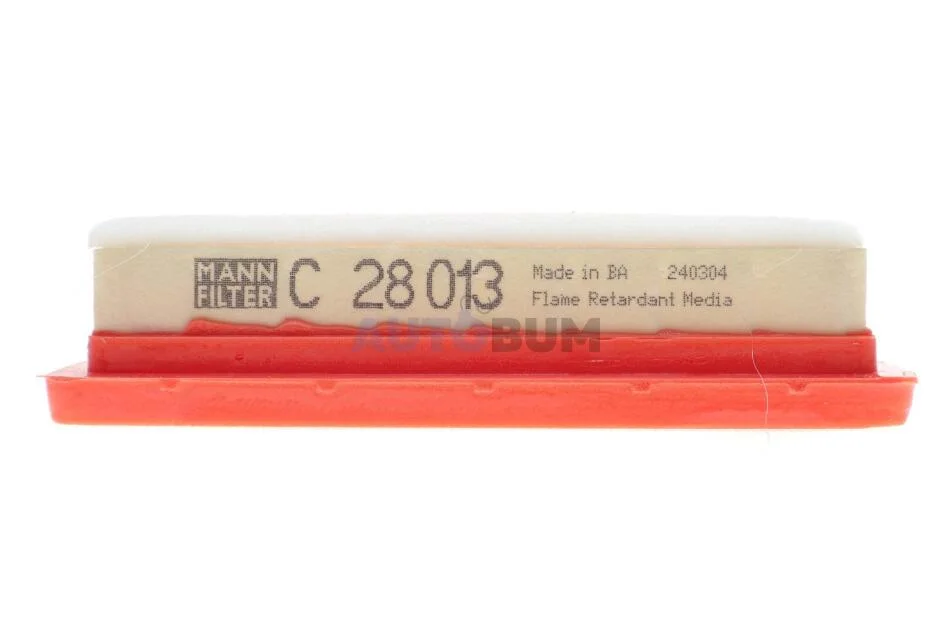 MANN
FILTER
C 28 013
Made in BA 240304
Flame Retardant Media
AUTOBUM